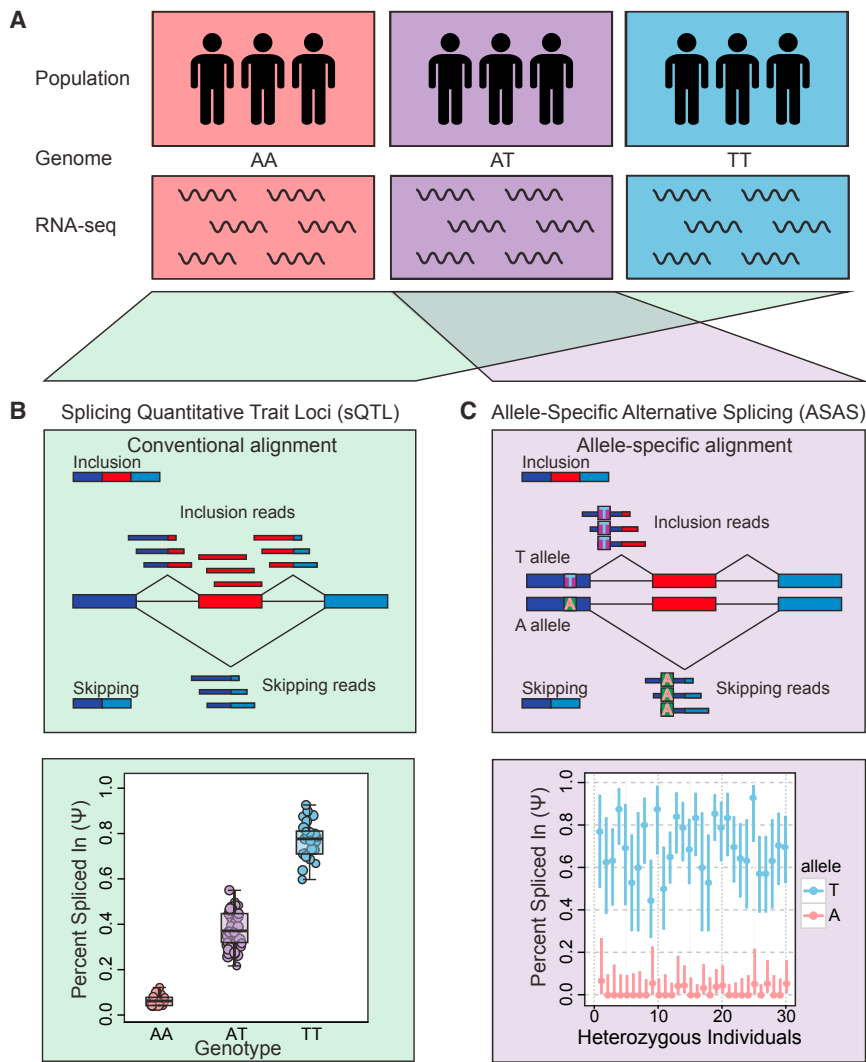 A
Population
Genome
AA
AT
TT
RNA-seq
B
Splicing Quantitative Trait Loci (sQTL)
Conventional alignment
Inclusion
Inclusion reads
Skipping
Skipping reads
Percent Spliced In (Ψ)
1.0
0.8
0.6
0.4
0.2
0.0
AA
AT
TT
Genotype
C
Allele-Specific Alternative Splicing (ASAS)
Allele-specific alignment
Inclusion
T
T
T
Inclusion reads
T allele
T
A
A allele
Skipping
A
A
A
Skipping reads
Percent Spliced In (Ψ)
1.0
0.8
0.6
0.4
0.2
0.0
0
10
20
30
Heterozygous Individuals
allele
T
A